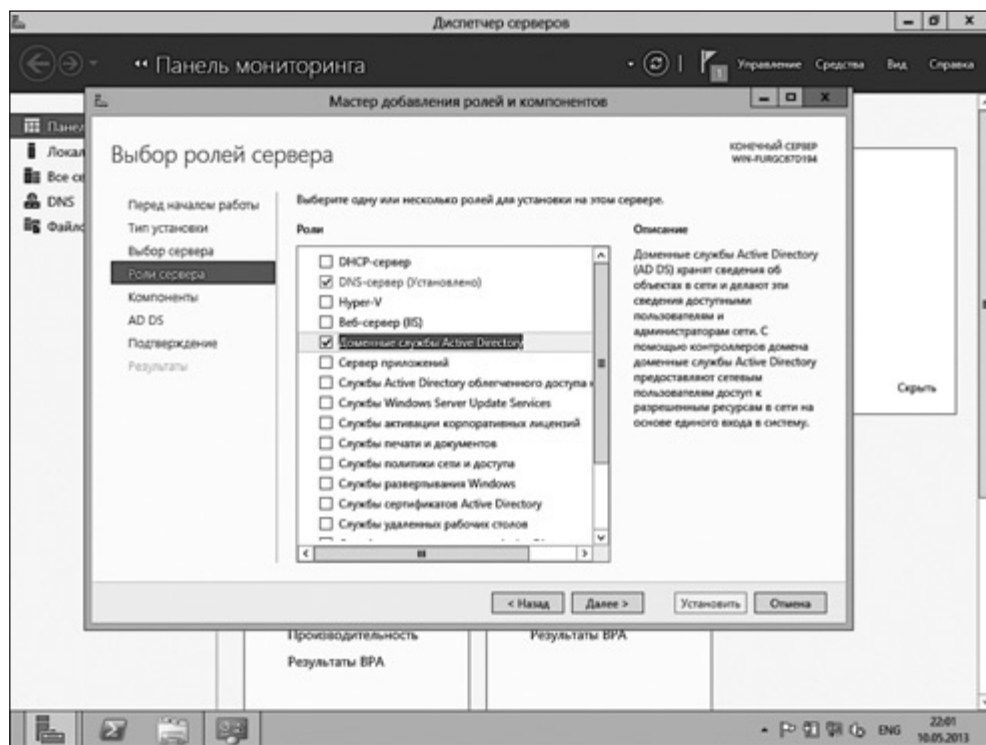 Диспетчер серверов
Панель мониторинга
1
Управление Средства Вид Справка
Мастер добавления ролей и компонентов
Панел
Локал
Все се
DNS
Файло
Выбор ролей сервера
КОНЕЧНЫЙ СЕРВЕР
Перед началом работы
Тип установки
Выбор сервера
Роли сервера
Компоненты
AD DS
Подтверждение
Результаты
Выберите одну или несколько ролей для установки на этом сервере.
Роли
DHCP-сервер
DNS-сервер (Установлено)
Hyper-V
Веб-сервер (IIS)
Доменные службы Active Directory
Сервер приложений
Службы Active Directory облегченного доступа к
Службы Windows Server Update Services
Службы активации корпоративных лицензий
Службы печати и документов
Службы политики сети и доступа
Службы развертывания Windows
Службы сертификатов Active Directory
Службы удаленных рабочих столов
Описание
Доменные службы Active Directory
(AD DS) хранят сведения об
объектах в сети и делают эти
сведения доступными
пользователям и
администраторам сети. С
помощью контроллеров домена
доменные службы Active Directory
предоставляют сетевым
пользователям доступ к
разрешенным ресурсам в сети на
основе единого входа в систему.
Скрыть
< Назад
Далее >
Установить
Отмена
Производительность
Результаты BPA
Результаты BPA
ENG
22:01
10.05.2013